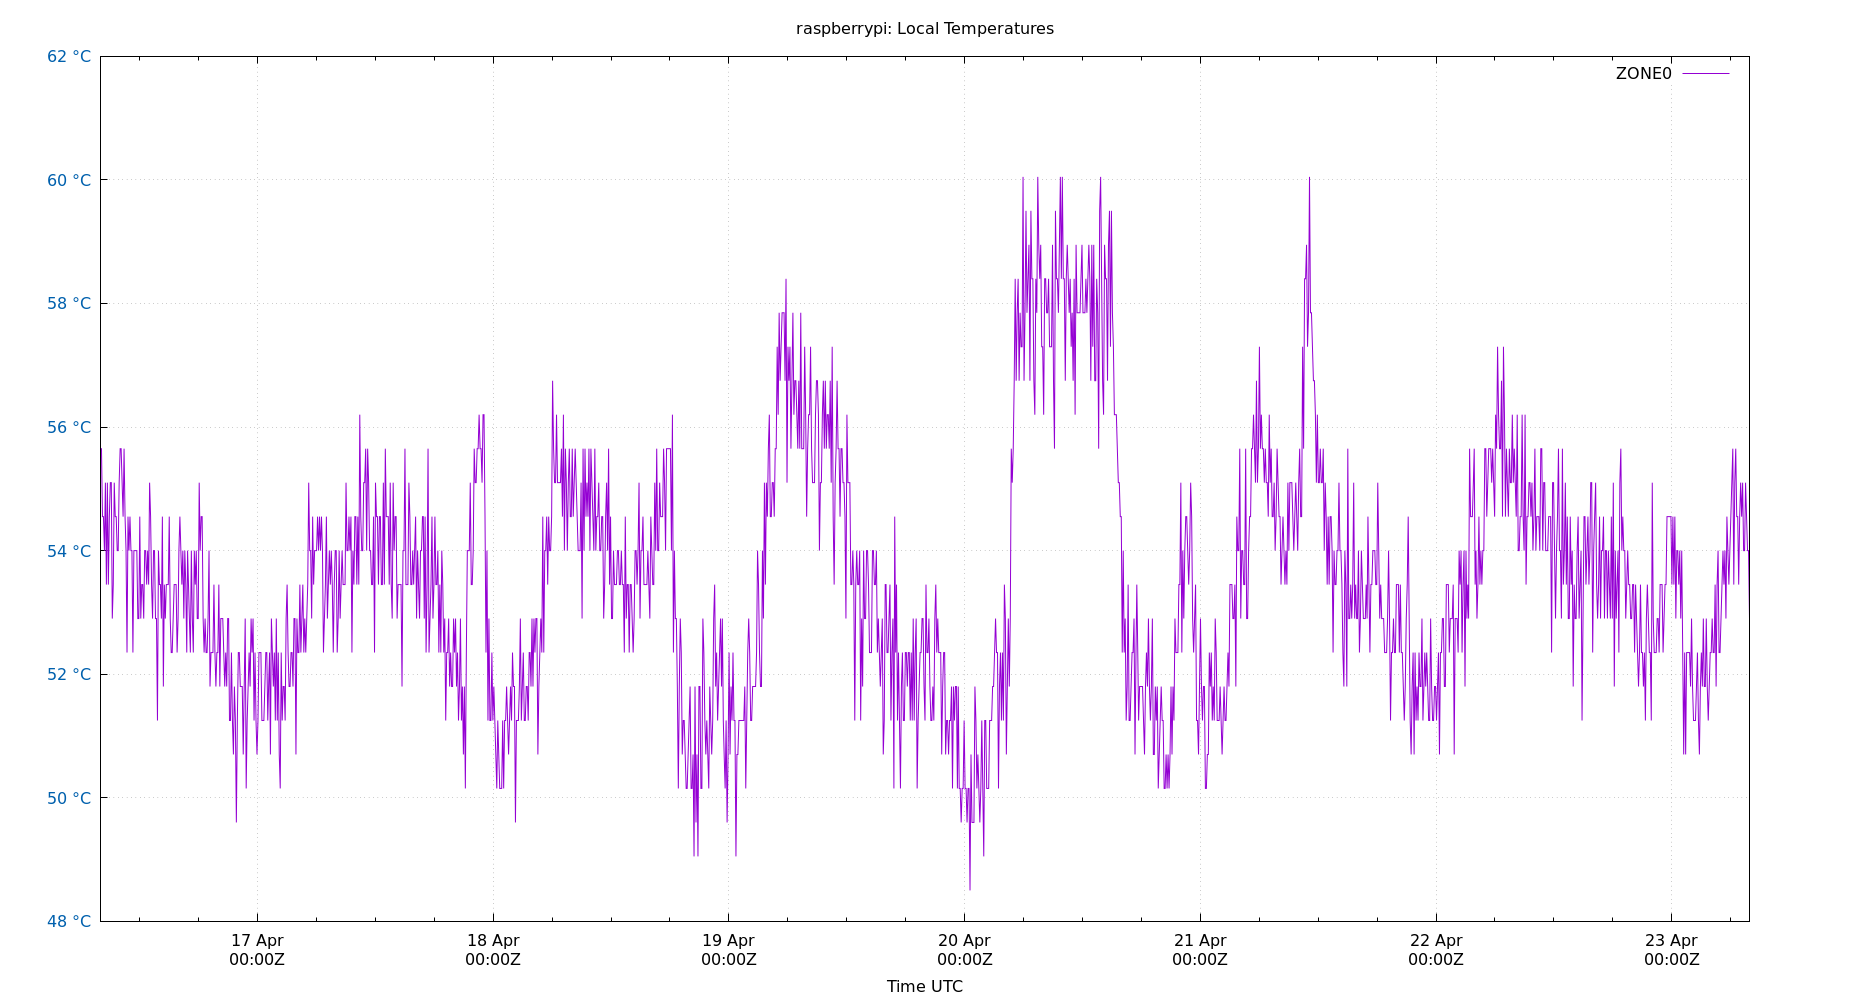 raspberrypi: Local Temperatures
62 °C
ZONE0
60 °C
58 °C
56 °C
54 °C
52 °C
50 °C
48 °C
17 Apr 18 Apr 19 Apr 20 Apr 21 Apr 22 Apr 23 Apr
00:00Z 00:00Z 00:00Z 00:00Z 00:00Z 00:00Z 00:00Z
Time UTC